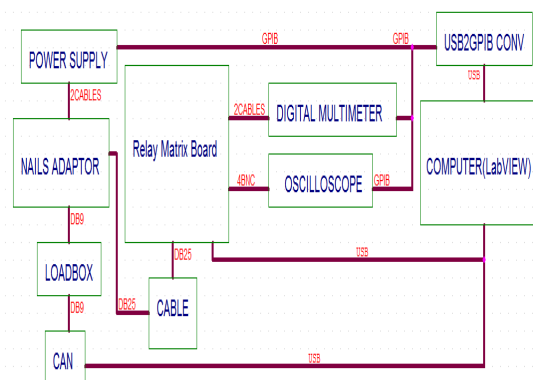 GPIB
GPIB
USB2GPIB CONV
POWER SUPPLY
USB
2CABLES
2CABLES
DIGITAL MULTIMETER
NAILS ADAPTOR
Relay Matrix Board
COMPUTER(LabVIEW)
4BNC
OSCILLOSCOPE
GPIB
DB9
DB25
USB
LOADBOX
DB9
DB25
CABLE
CAN
USB